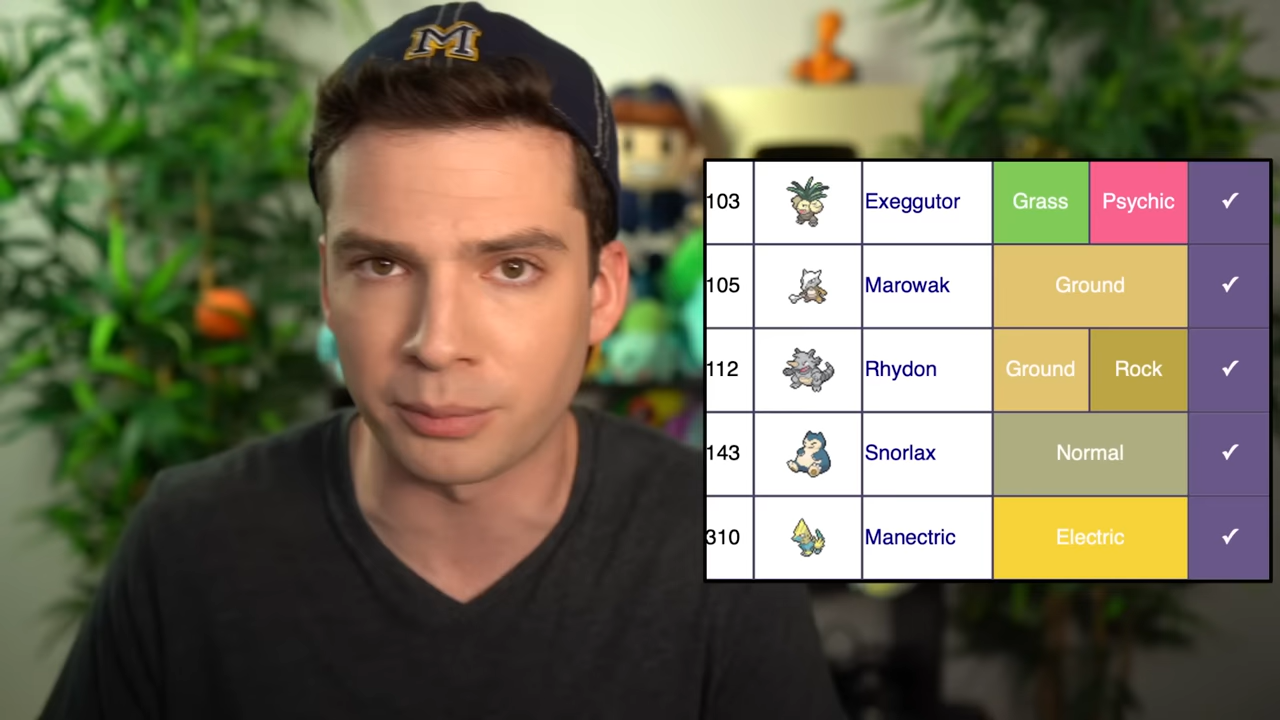 M
103 Exeggutor Grass Psychic ✓
105 Marowak Ground ✓
112 Rhydon Ground Rock ✓
143 Snorlax Normal ✓
310 Manectric Electric ✓